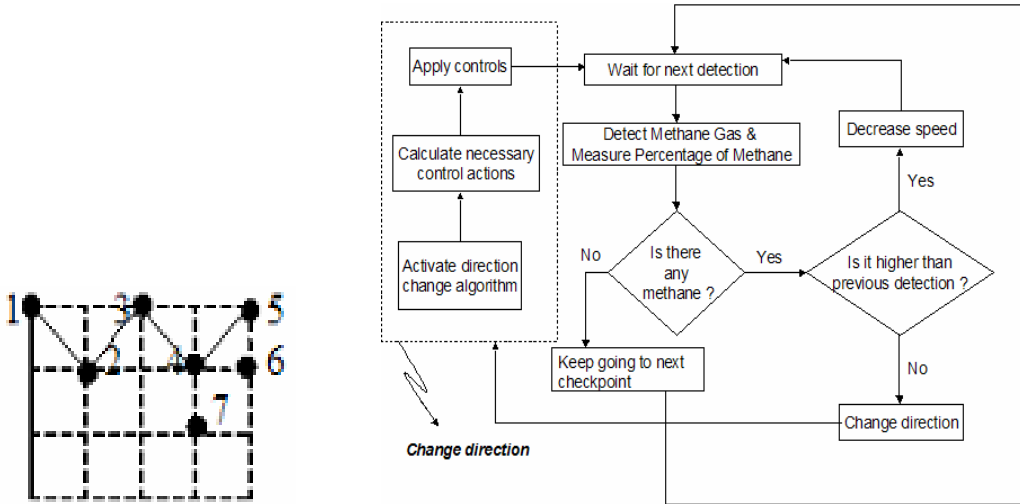 1
2
3
4
5
6
7
Apply controls
Calculate necessary
control actions
Activate direction
change algorithm
Change direction
Wait for next detection
Detect Methane Gas &
Measure Percentage of Methane
Is there
any
methane ?
No
Yes
Keep going to next
checkpoint
Is it higher than
previous detection ?
Yes
Decrease speed
No
Change direction